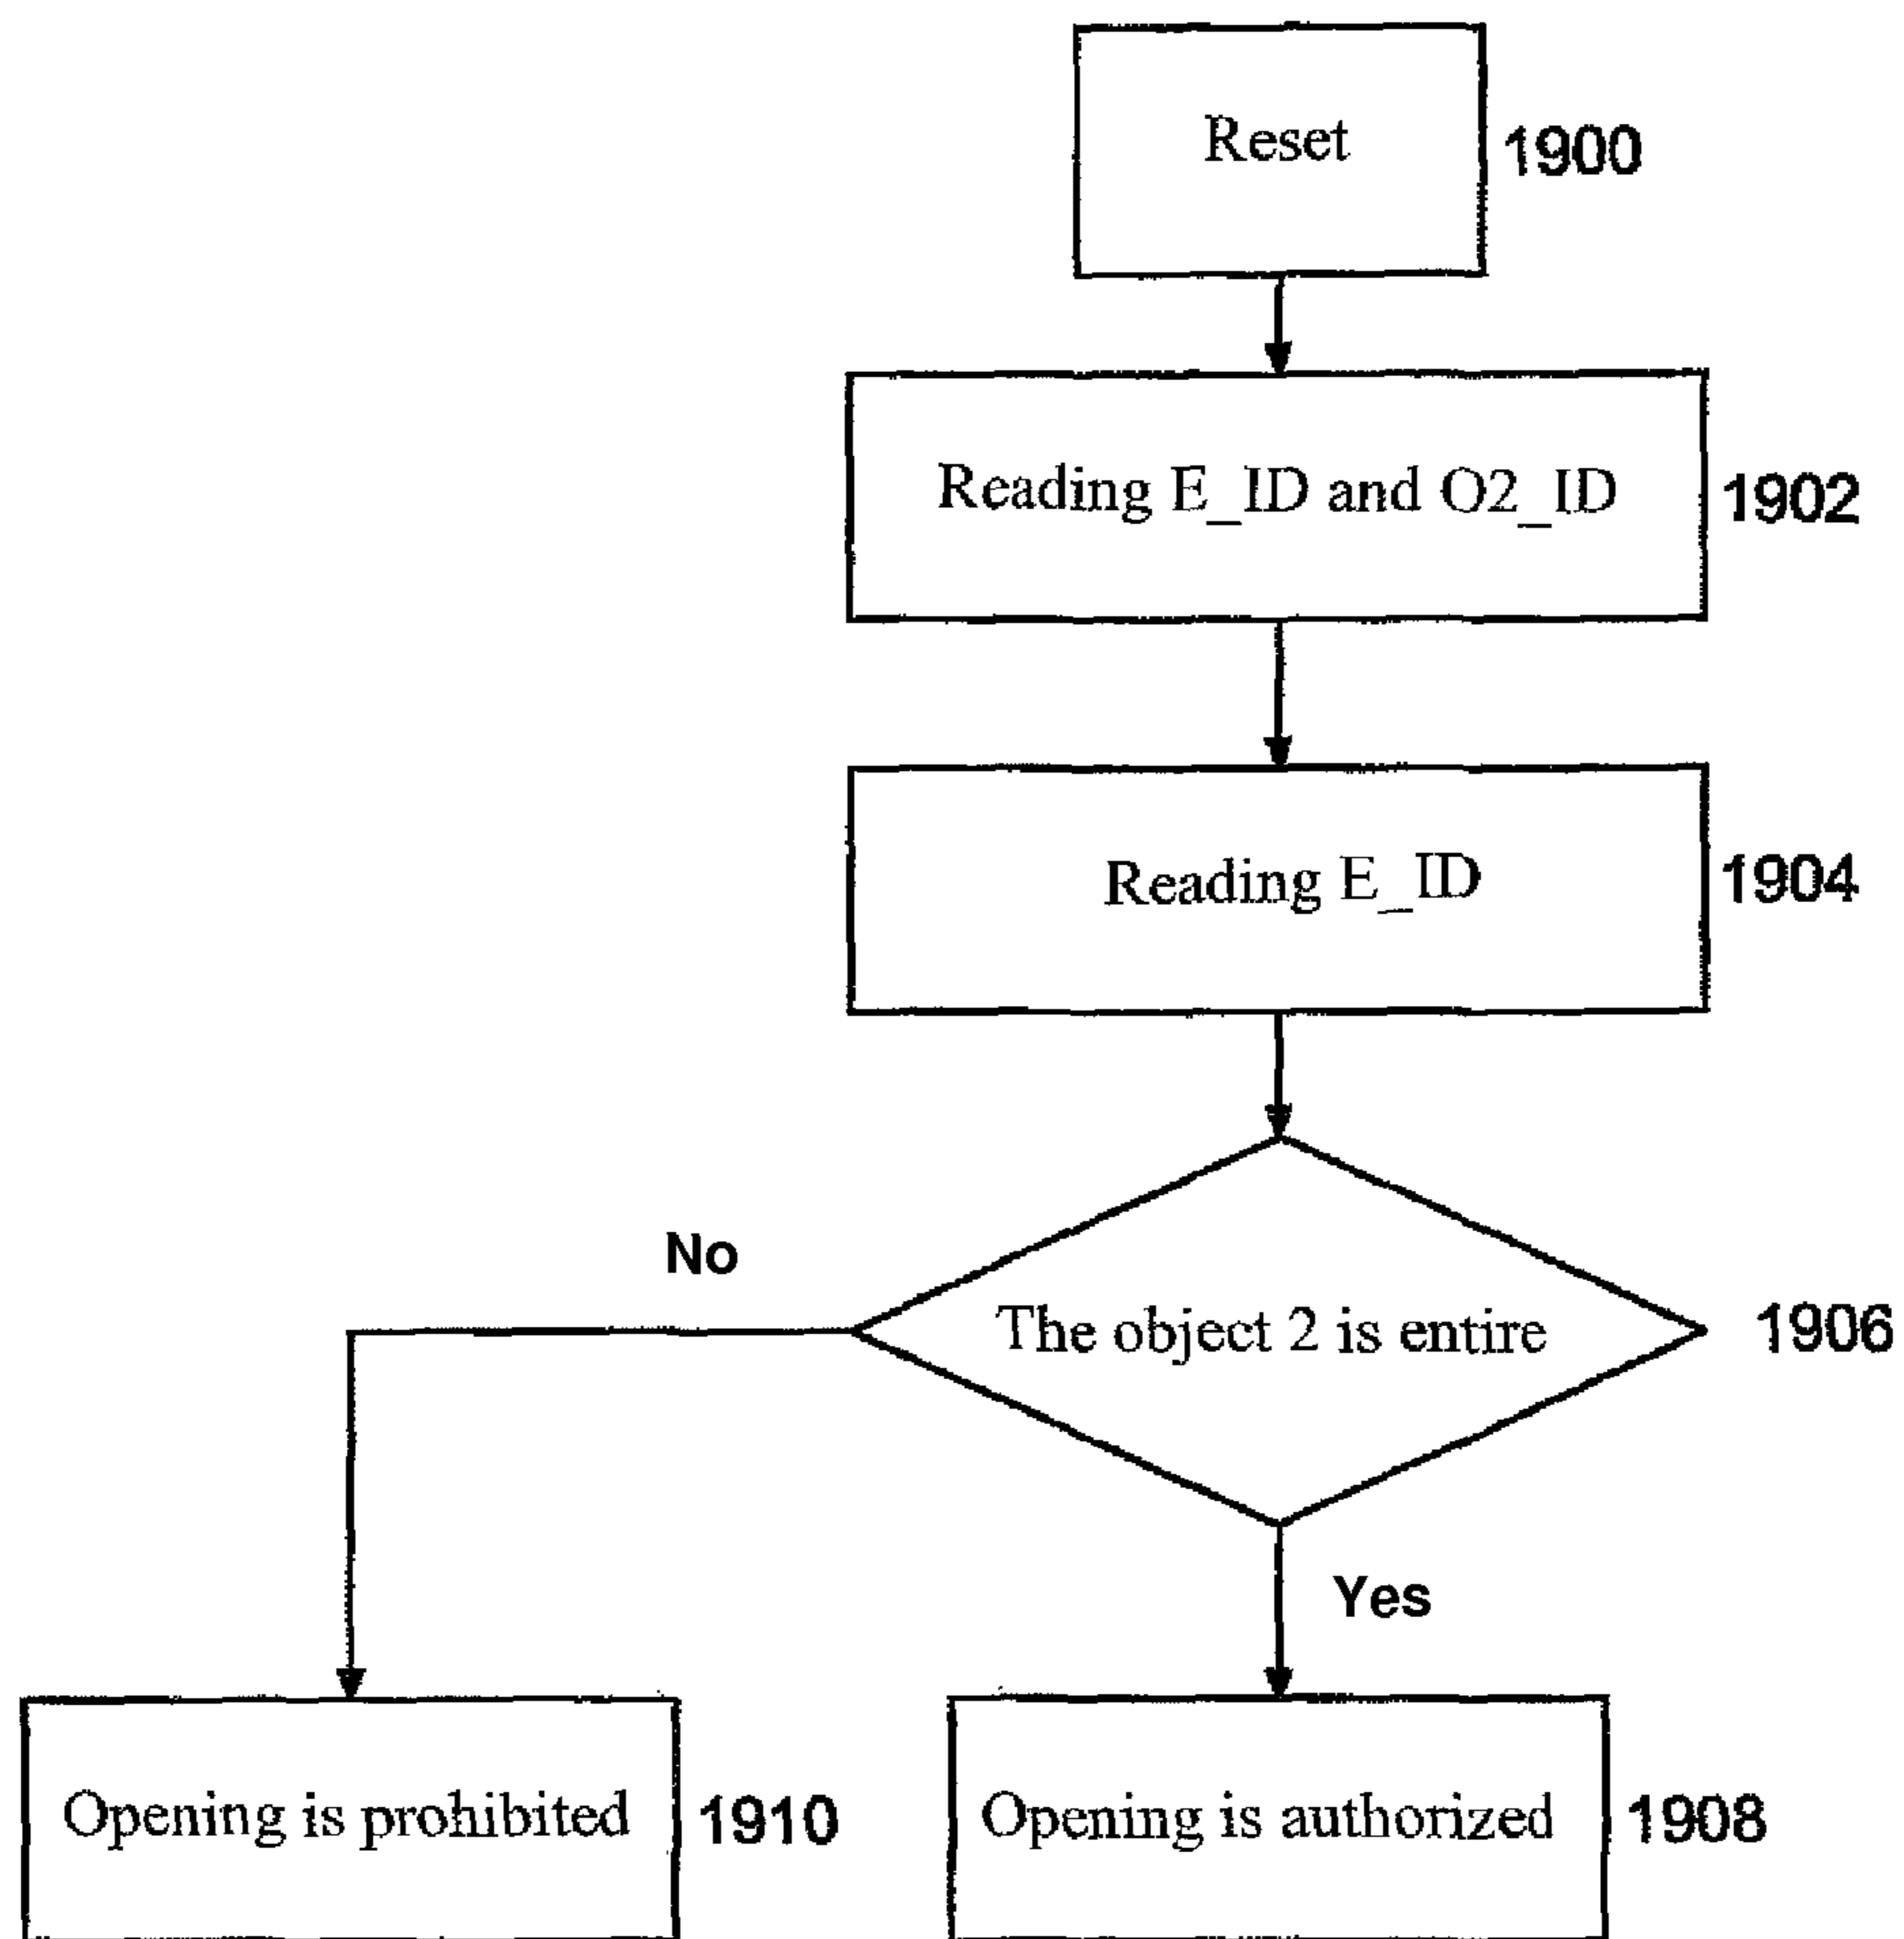 Reset
1900
Reading E_ID and O2_ID
1902
Reading E_ID
1904
No
The object 2 is entire
1906
Yes
Opening is prohibited
1910
Opening is authorized
1908